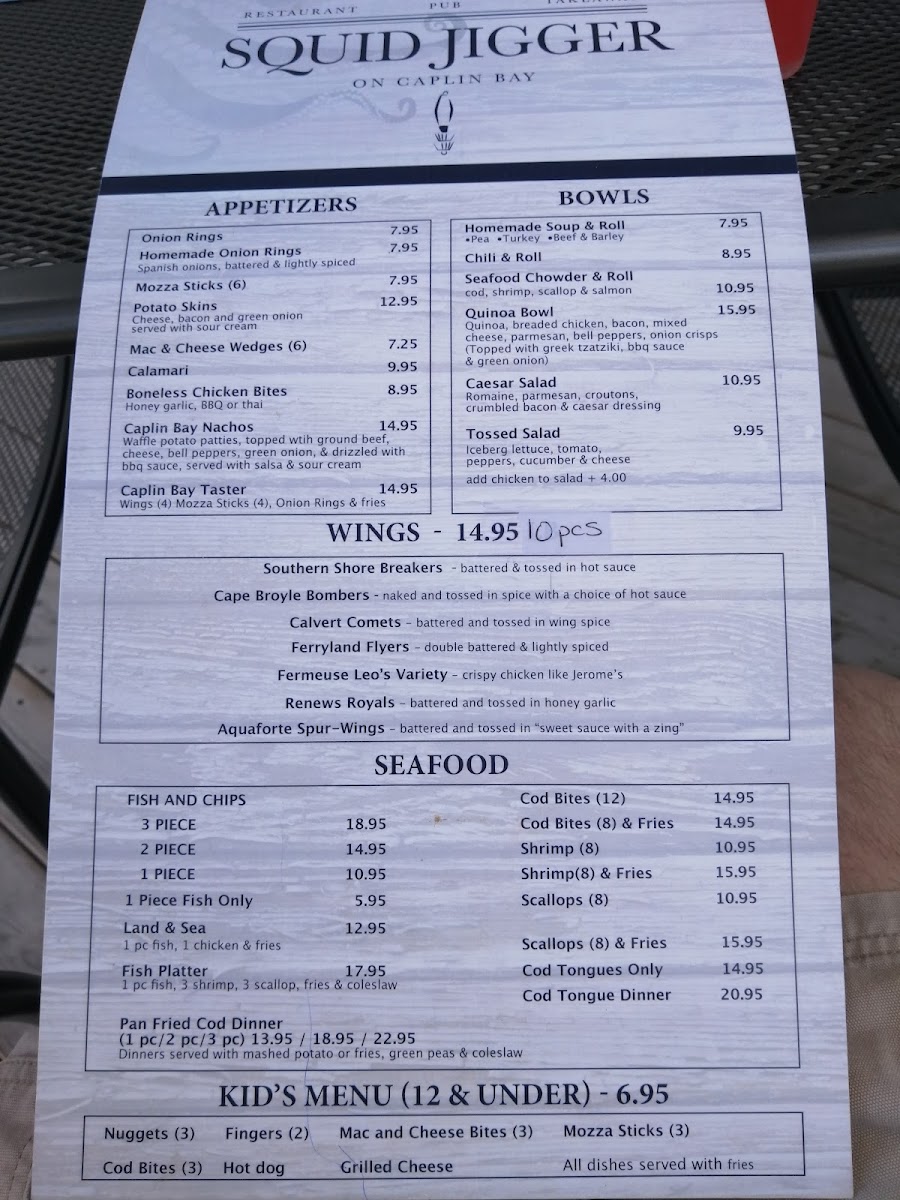 RESTAURANT PUB
SQUID JIGGER
ON CAPLIN BAY
APPETIZERS
Onion Rings 7.95
Homemade Onion Rings 7.95
Spanish onions, battered & lightly spiced
Mozza Sticks (6) 7.95
Potato Skins 12.95
Cheese, bacon and green onion
served with sour cream
Mac & Cheese Wedges (6) 7.25
Calamari 9.95
Boneless Chicken Bites 8.95
Honey garlic, BBQ or thai
Caplin Bay Nachos 14.95
Waffle potato patties, topped wtih ground beef,
cheese, bell peppers, green onion, & drizzled with
bbq sauce, served with salsa & sour cream
Caplin Bay Taster 14.95
Wings (4) Mozza Sticks (4), Onion Rings & fries
BOWLS
Homemade Soup & Roll 7.95
•Pea •Turkey •Beef & Barley
Chili & Roll 8.95
Seafood Chowder & Roll
cod, shrimp, scallop & salmon 10.95
Quinoa Bowl 15.95
Quinoa, breaded chicken, bacon, mixed
cheese, parmesan, bell peppers, onion crisps
(Topped with greek tzatziki, bbq sauce
& green onion)
Caesar Salad 10.95
Romaine, parmesan, croutons,
crumbled bacon & caesar dressing
Tossed Salad 9.95
Iceberg lettuce, tomato,
peppers, cucumber & cheese
add chicken to salad + 4.00
WINGS - 14.95 10 pcs
Southern Shore Breakers - battered & tossed in hot sauce
Cape Broyle Bombers - naked and tossed in spice with a choice of hot sauce
Calvert Comets - battered and tossed in wing spice
Ferryland Flyers - double battered & lightly spiced
Fermeuse Leo's Variety - crispy chicken like Jerome's
Renews Royals - battered and tossed in honey garlic
Aquaforte Spur-Wings - battered and tossed in "sweet sauce with a zing"
SEAFOOD
FISH AND CHIPS
3 PIECE 18.95
2 PIECE 14.95
1 PIECE 10.95
1 Piece Fish Only 5.95
Land & Sea 12.95
1 pc fish, 1 chicken & fries
Fish Platter 17.95
1 pc fish, 3 shrimp, 3 scallop, fries & coleslaw
Pan Fried Cod Dinner
(1 pc/2 pc/3 pc) 13.95 / 18.95 / 22.95
Dinners served with mashed potato or fries, green peas & coleslaw
Cod Bites (12) 14.95
Cod Bites (8) & Fries 14.95
Shrimp (8) 10.95
Shrimp(8) & Fries 15.95
Scallops (8) 10.95
Scallops (8) & Fries 15.95
Cod Tongues Only 14.95
Cod Tongue Dinner 20.95
KID'S MENU (12 & UNDER) - 6.95
Nuggets (3) Fingers (2) Mac and Cheese Bites (3) Mozza Sticks (3)
Cod Bites (3) Hot dog Grilled Cheese All dishes served with fries